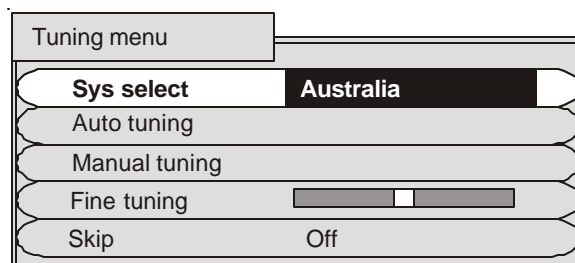 Tuning menu
Sys select Australia
Auto tuning
Manual tuning
Fine tuning
Skip Off